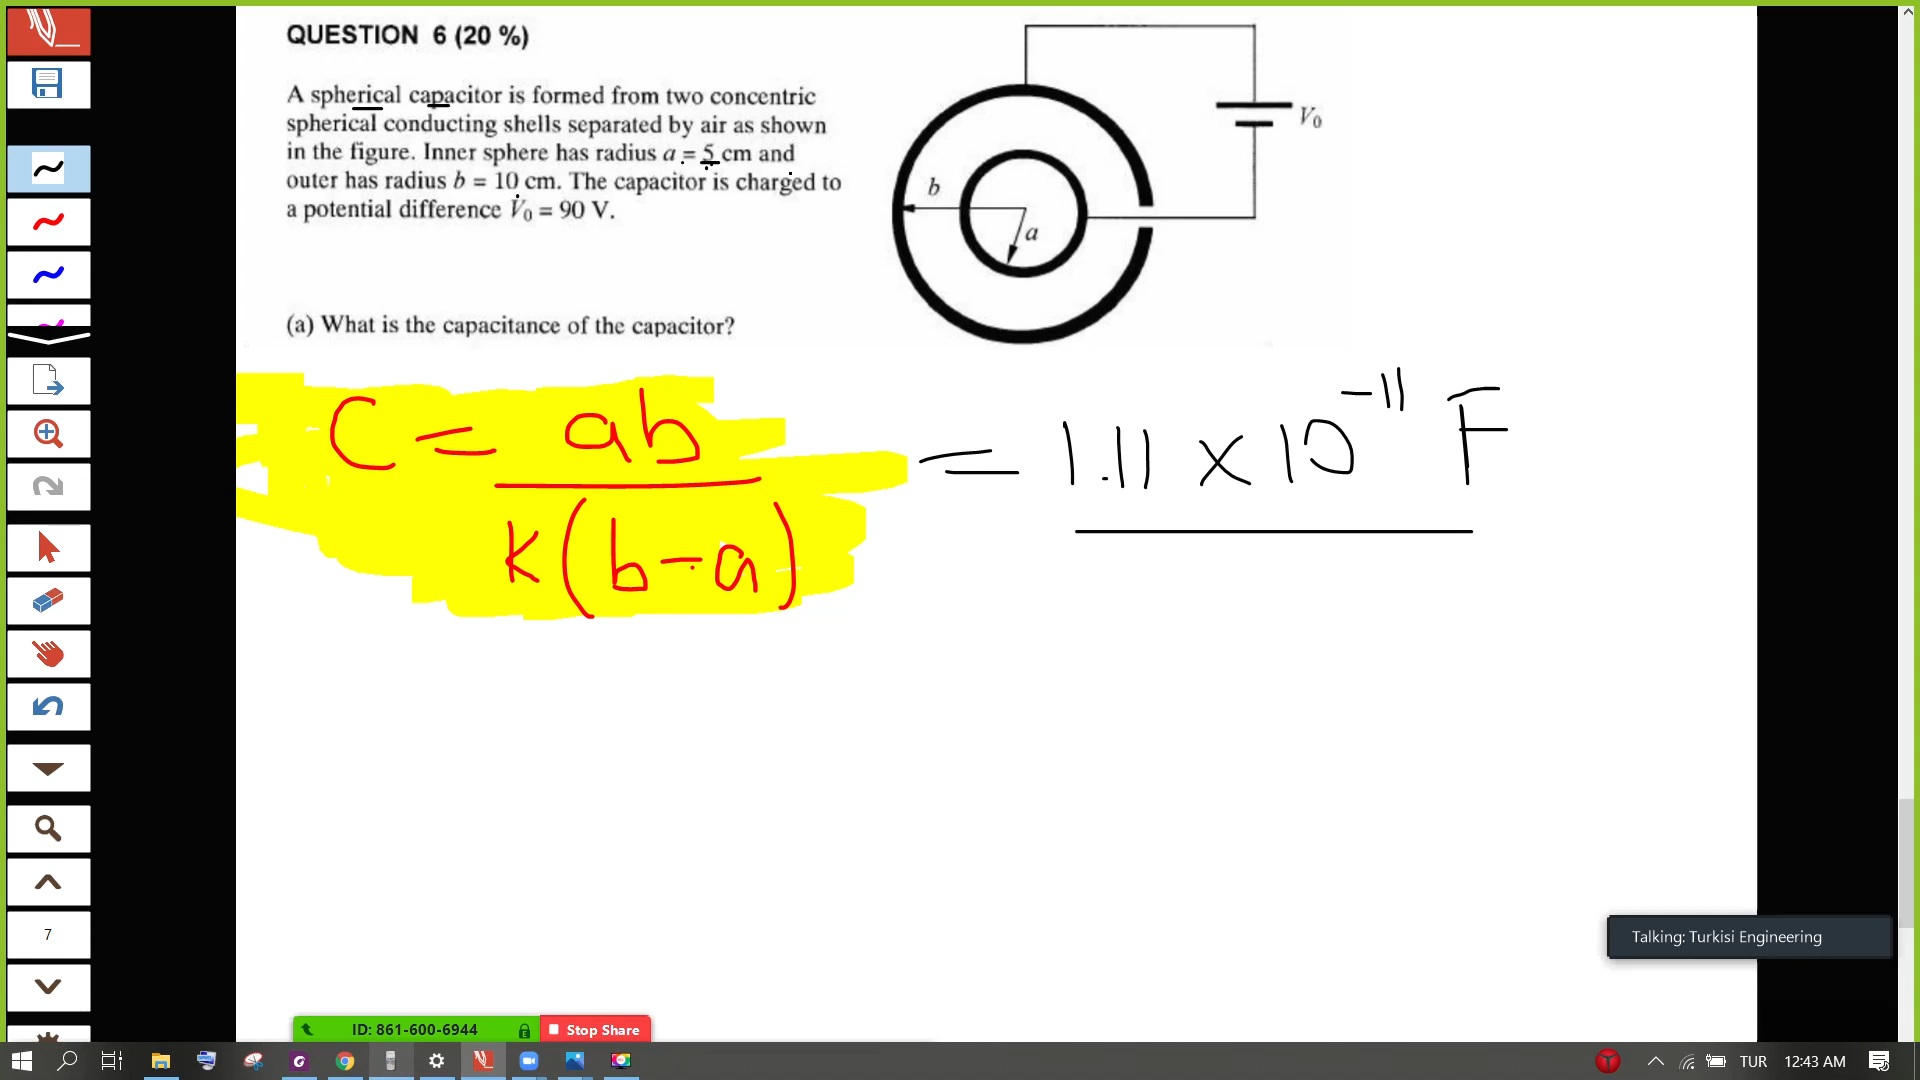 QUESTION 6 (20 %)
A spherical capacitor is formed from two concentric
spherical conducting shells separated by air as shown
in the figure. Inner sphere has radius a = 5 cm and
outer has radius b = 10 cm. The capacitor is charged to
a potential difference V₀ = 90 V.
V₀
b
a
(a) What is the capacitance of the capacitor?
C = ab / k(b-a) = 1.11 x 10⁻¹¹ F
7
Talking: Turkisi Engineering
ID: 861-600-6944
Stop Share
TUR
12:43 AM